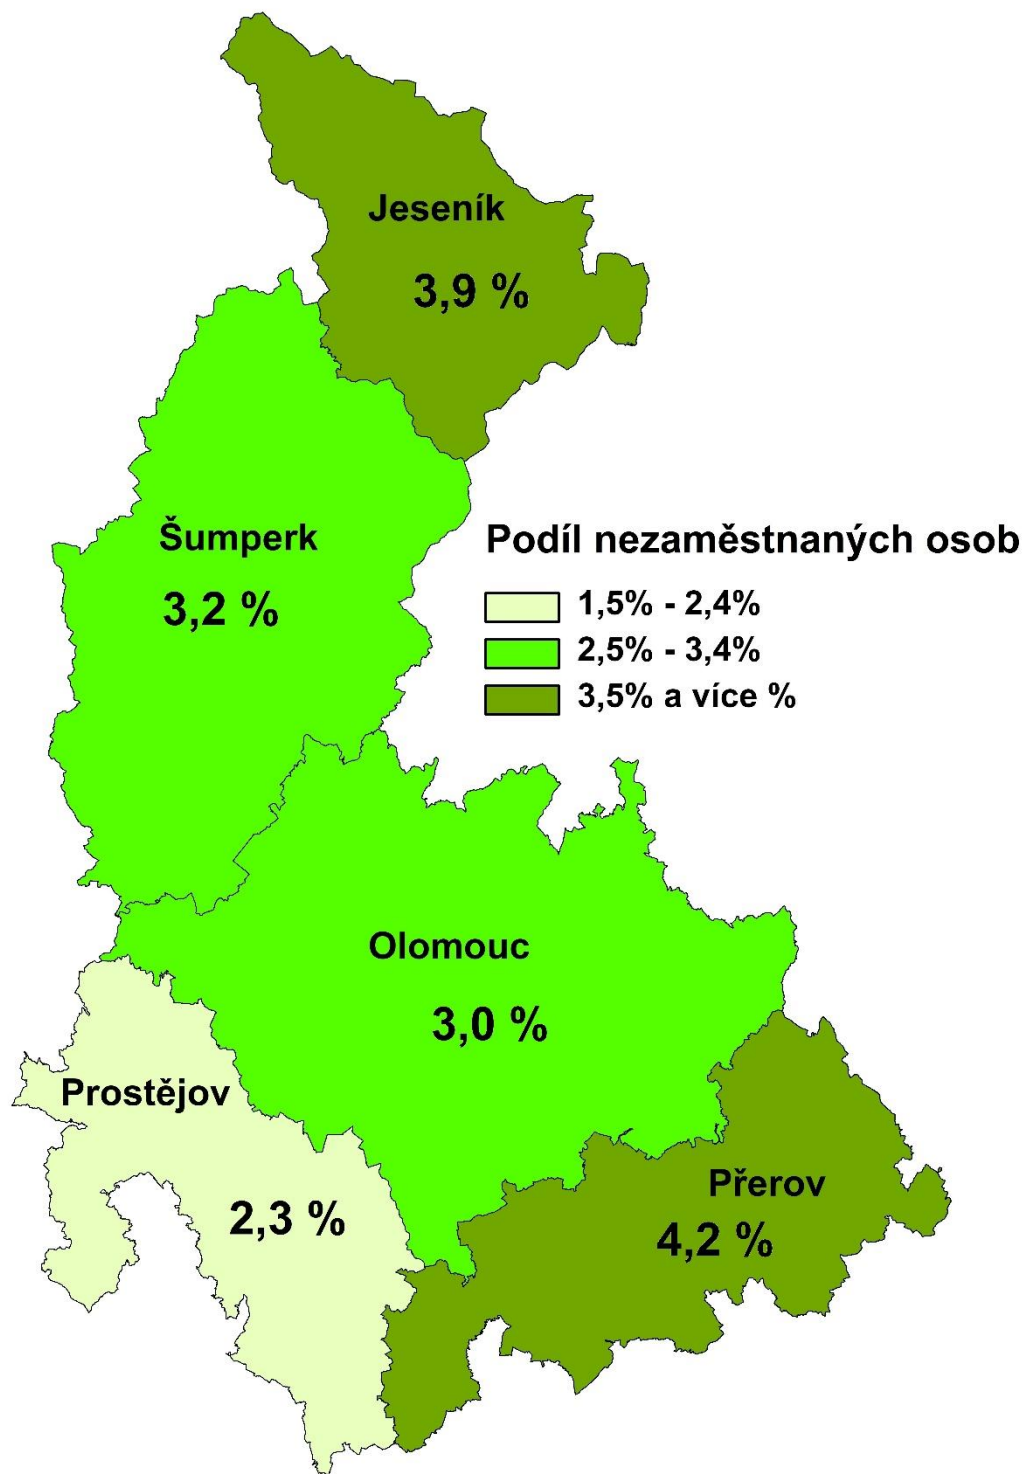 Jeseník
3,9 %
Šumperk
3,2 %
Podíl nezaměstnaných osob
1,5% - 2,4%
2,5% - 3,4%
3,5% a více %
Olomouc
3,0 %
Prostějov
2,3 %
Přerov
4,2 %